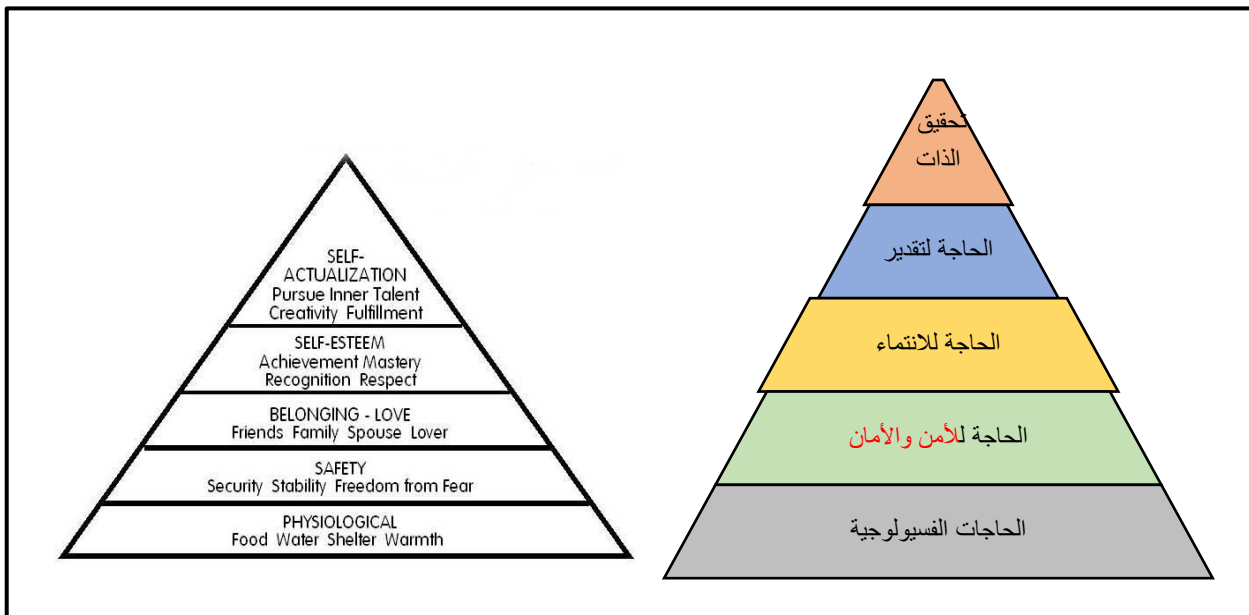 SELF-
ACTUALIZATION
Pursue Inner Talent
Creativity Fulfillment
SELF-ESTEEM
Achievement Mastery
Recognition Respect
BELONGING - LOVE
Friends Family Spouse Lover
SAFETY
Security Stability Freedom from Fear
PHYSIOLOGICAL
Food Water Shelter Warmth
تحقيق
الذات
الحاجة لتقدير
الحاجة للانتماء
الحاجة للأمن والأمان
الحاجات الفسيولوجية